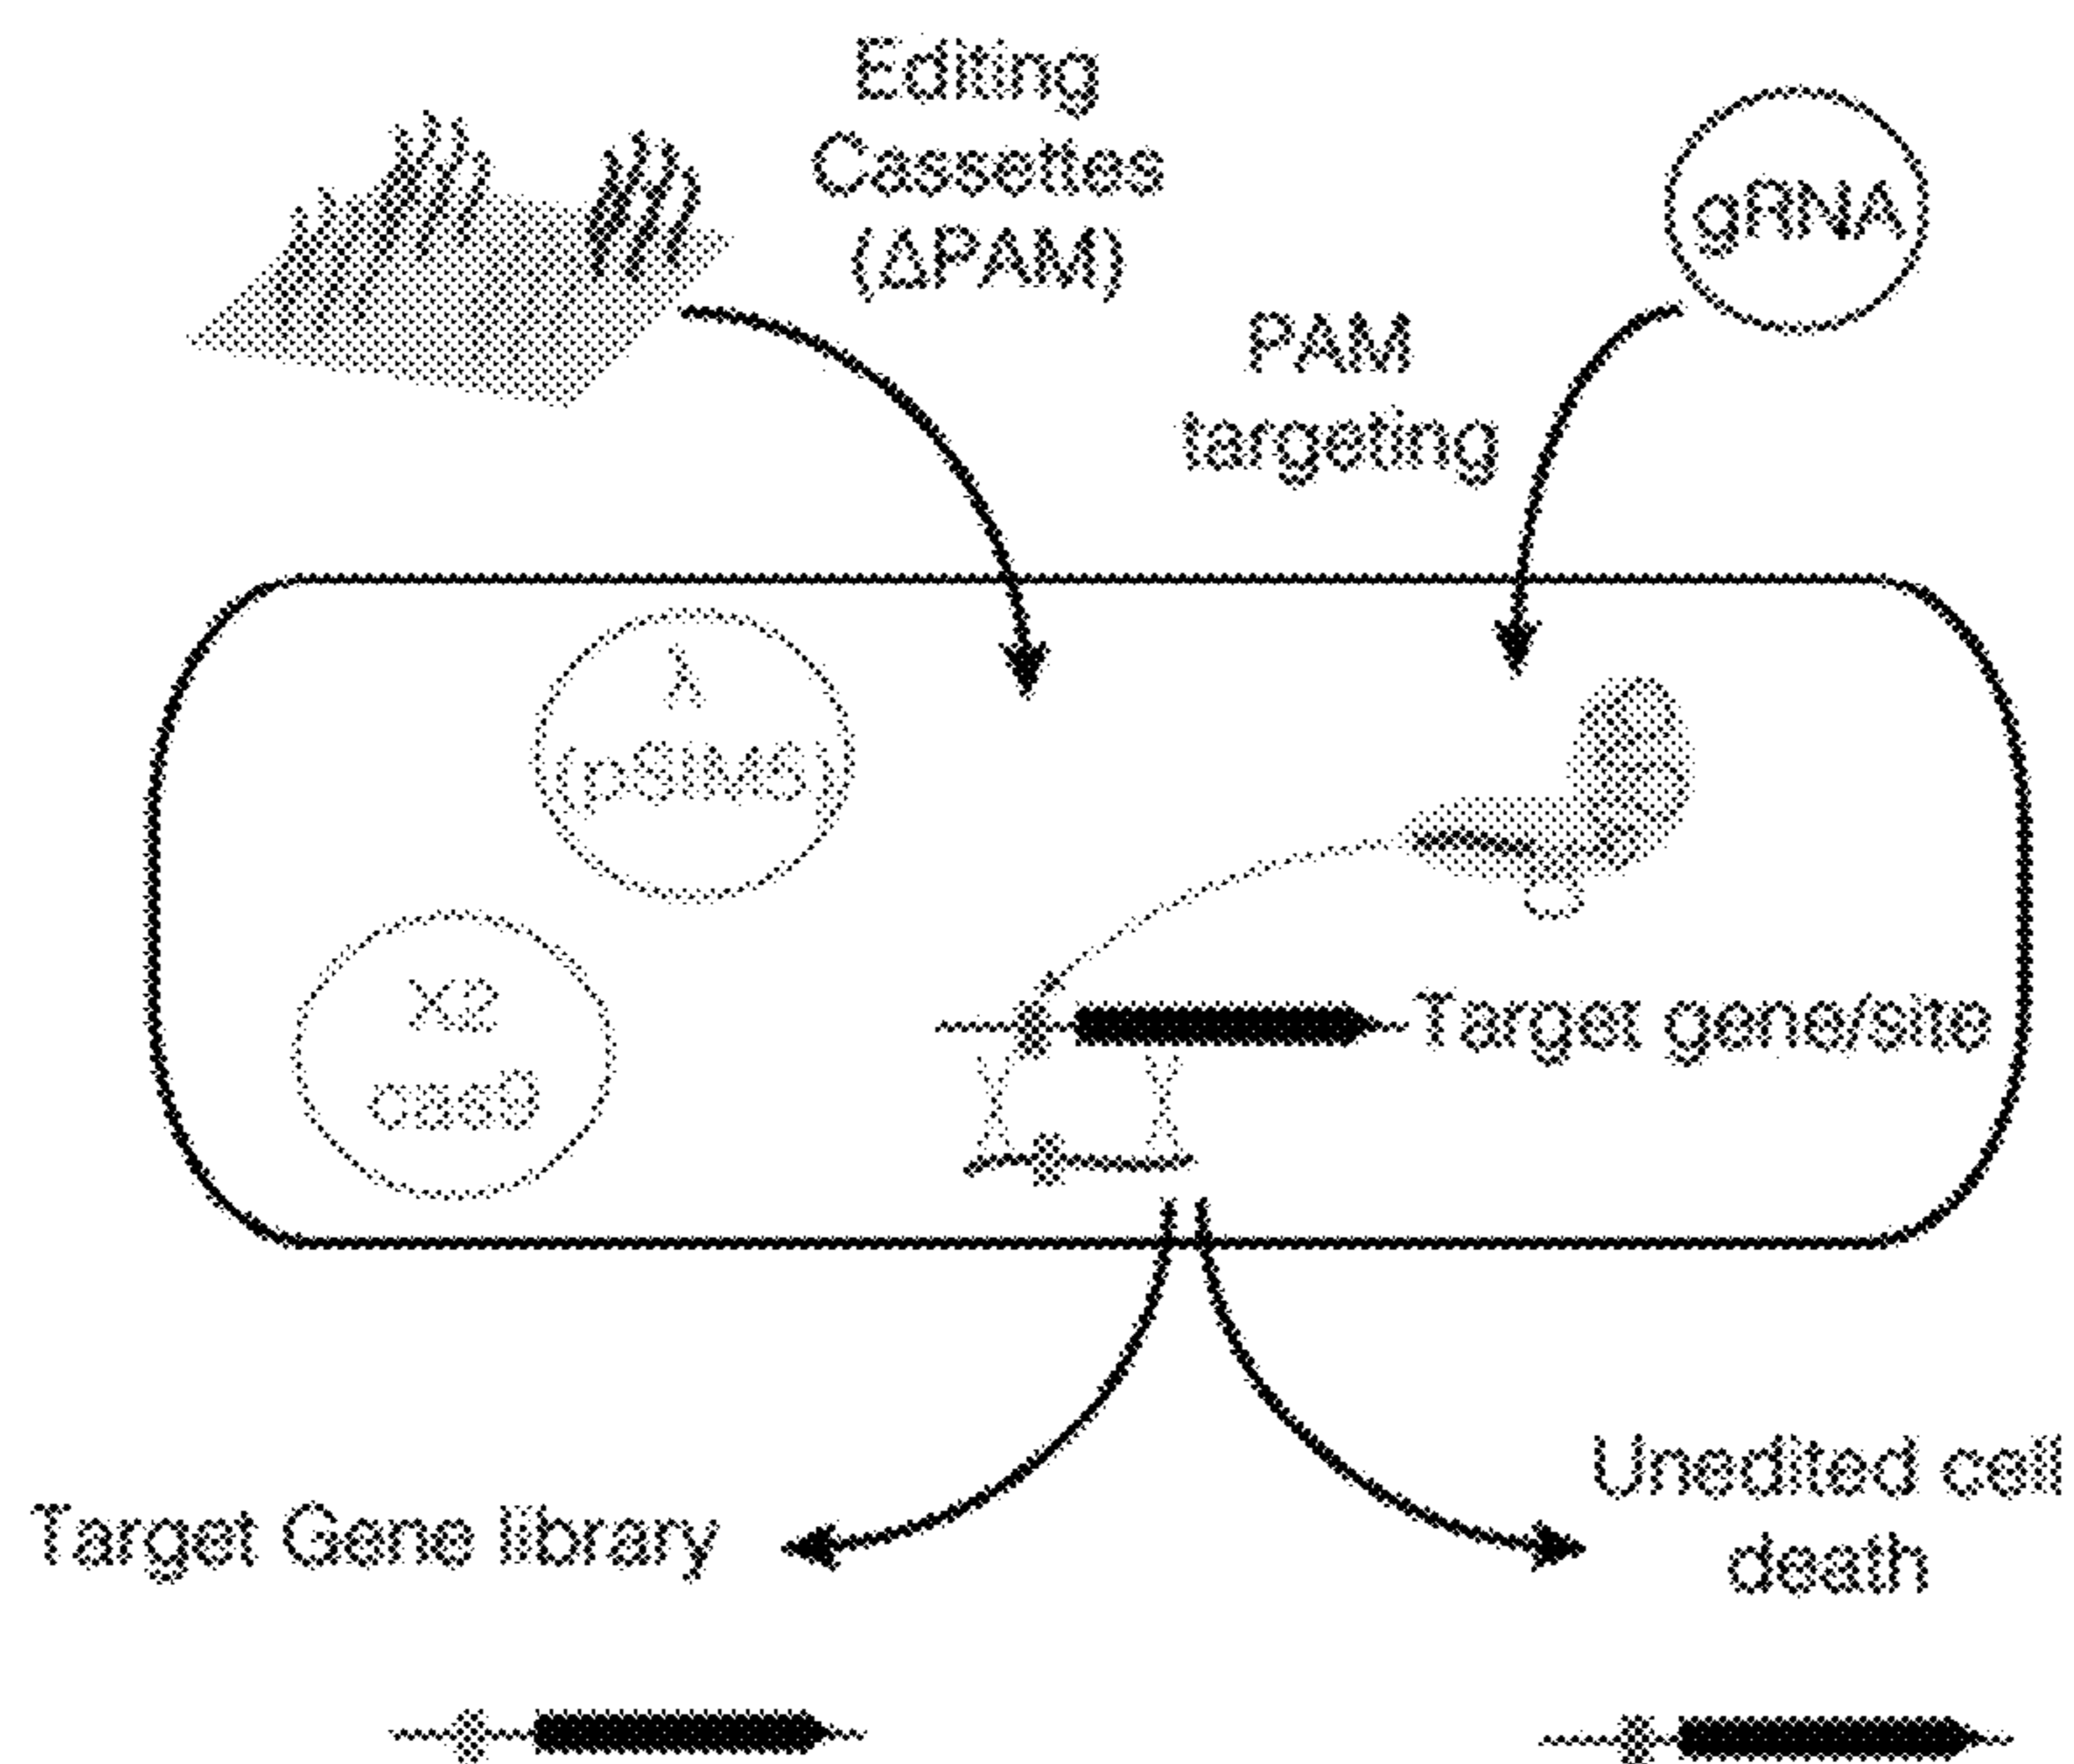 Editing
Cassettes
(ΔPAM)
gRNA
PAM
targeting
λ
(pSIM5)
X2
cas9
Target gene/site
Target Gene library
Unedited cell
death